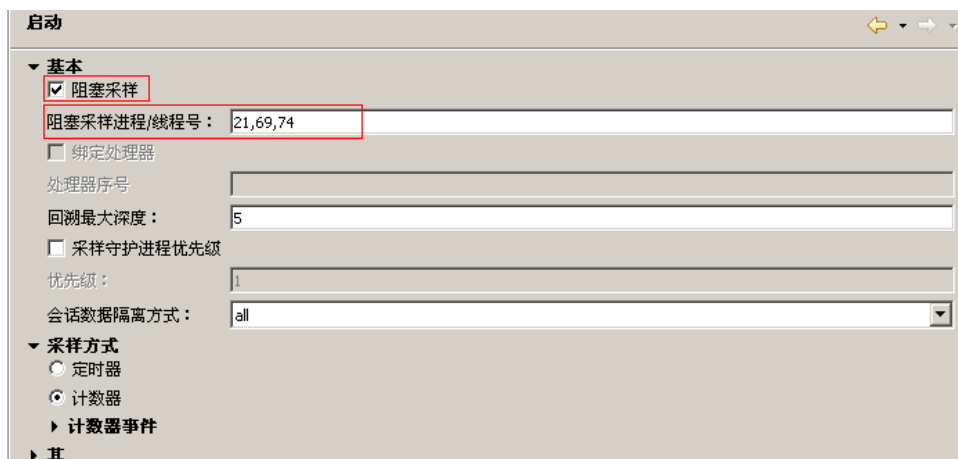 启动
基本
阻塞采样
阻塞采样进程/线程号： 21,69,74
绑定处理器
处理器序号
回溯最大深度： 5
采样守护进程优先级
优先级： 1
会话数据隔离方式： all
采样方式
定时器
计数器
计数器事件
其